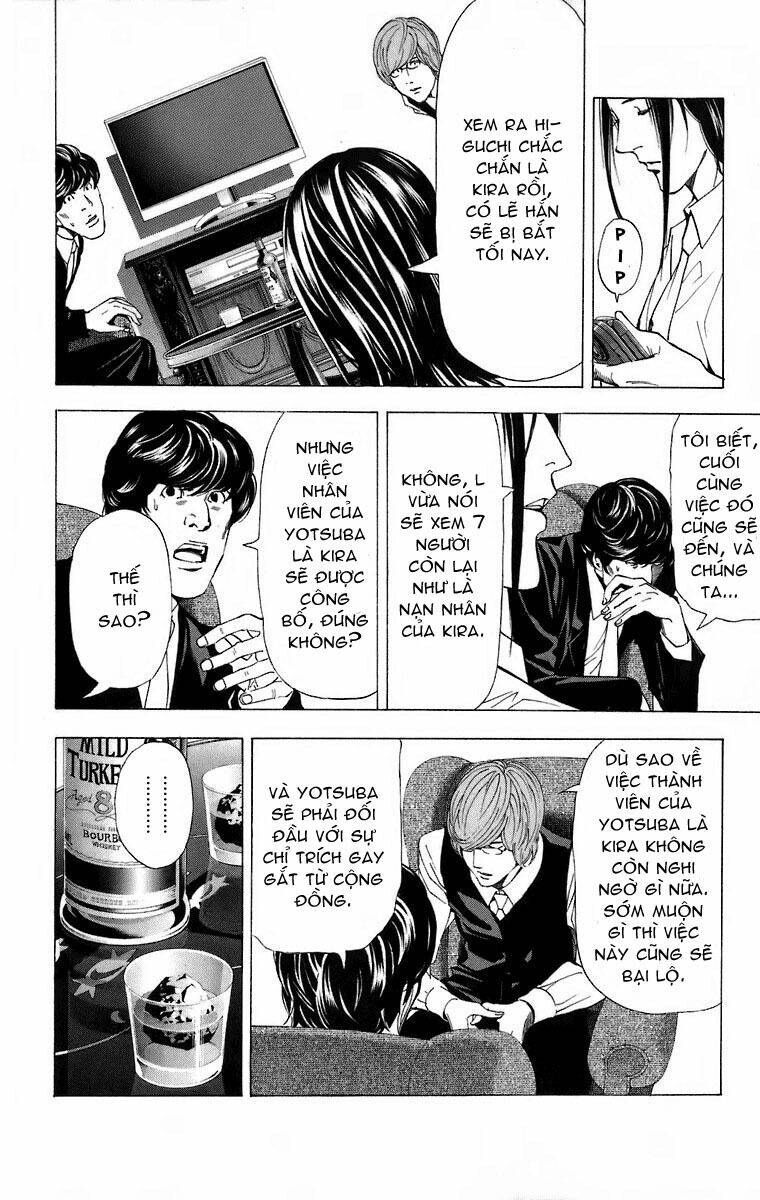 PIP
XEM RA HI-
GUCHI CHẮC
CHẮN LÀ
KIRA RỒI,
CÓ LẼ HẮN
SẼ BỊ BẮT
TỐI NAY.
TÔI BIẾT,
CUỐI
CÙNG
VIỆC ĐÓ
CŨNG SẼ
ĐẾN, VÀ
CHÚNG
TA...
KHÔNG, L
VỪA NÓI
SẼ XEM 7
NGƯỜI
CÒN LẠI
NHƯ LÀ
NẠN NHÂN
CỦA KIRA.
NHƯNG
VIỆC
NHÂN
VIÊN CỦA
YOTSUBA
LÀ KIRA
SẼ ĐƯỢC
CÔNG
BỐ, ĐÚNG
KHÔNG?
THẾ
THÌ
SAO?
DÙ SAO VỀ
VIỆC THÀNH
VIÊN CỦA
YOTSUBA LÀ
KIRA KHÔNG
CÒN NGHI
NGỜ GÌ NỮA.
SỚM MUỘN
GÌ THÌ VIỆC
NÀY CŨNG SẼ
BẠI LỘ.
VÀ YOTSUBA
SẼ PHẢI ĐỐI
ĐẦU VỚI SỰ
CHỈ TRÍCH GAY
GẮT TỪ CỘNG
ĐỒNG.
.........
MILD
TURKE
Aged 8
BOURBO
WHISKEY